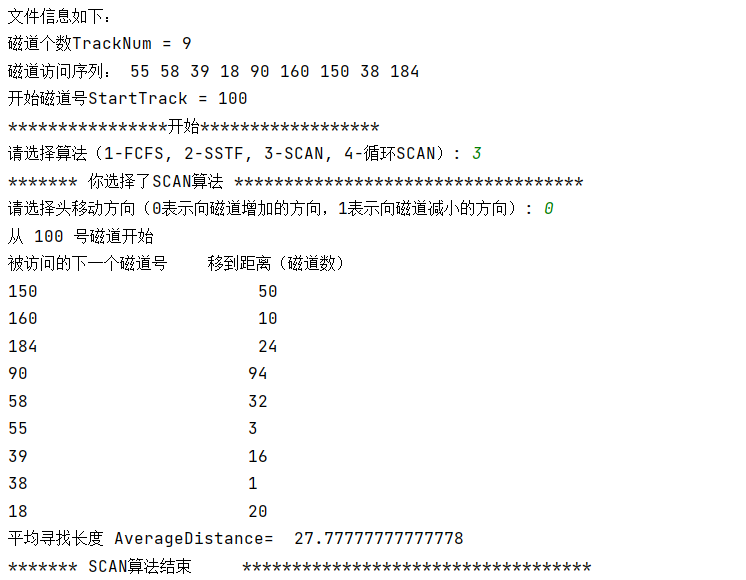 文件信息如下：
磁道个数TrackNum = 9
磁道访问序列： 55 58 39 18 90 160 150 38 184
开始磁道号StartTrack = 100
****************开始******************
请选择算法（1-FCFS, 2-SSTF, 3-SCAN, 4-循环SCAN）: 3
******* 你选择了SCAN算法 ***********************************
请选择头移动方向（0表示向磁道增加的方向，1表示向磁道减小的方向）: 0
从 100 号磁道开始
被访问的下一个磁道号    移到距离（磁道数）
150                      50
160                      10
184                      24
90                      94
58                      32
55                      3
39                      16
38                      1
18                      20
平均寻找长度 AverageDistance=  27.77777777777778
******* SCAN算法结束     ***********************************